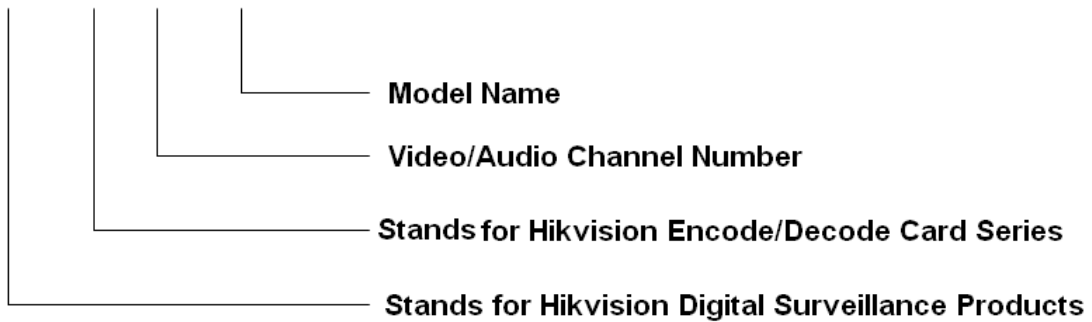 Model Name
Video/Audio Channel Number
Stands for Hikvision Encode/Decode Card Series
Stands for Hikvision Digital Surveillance Products